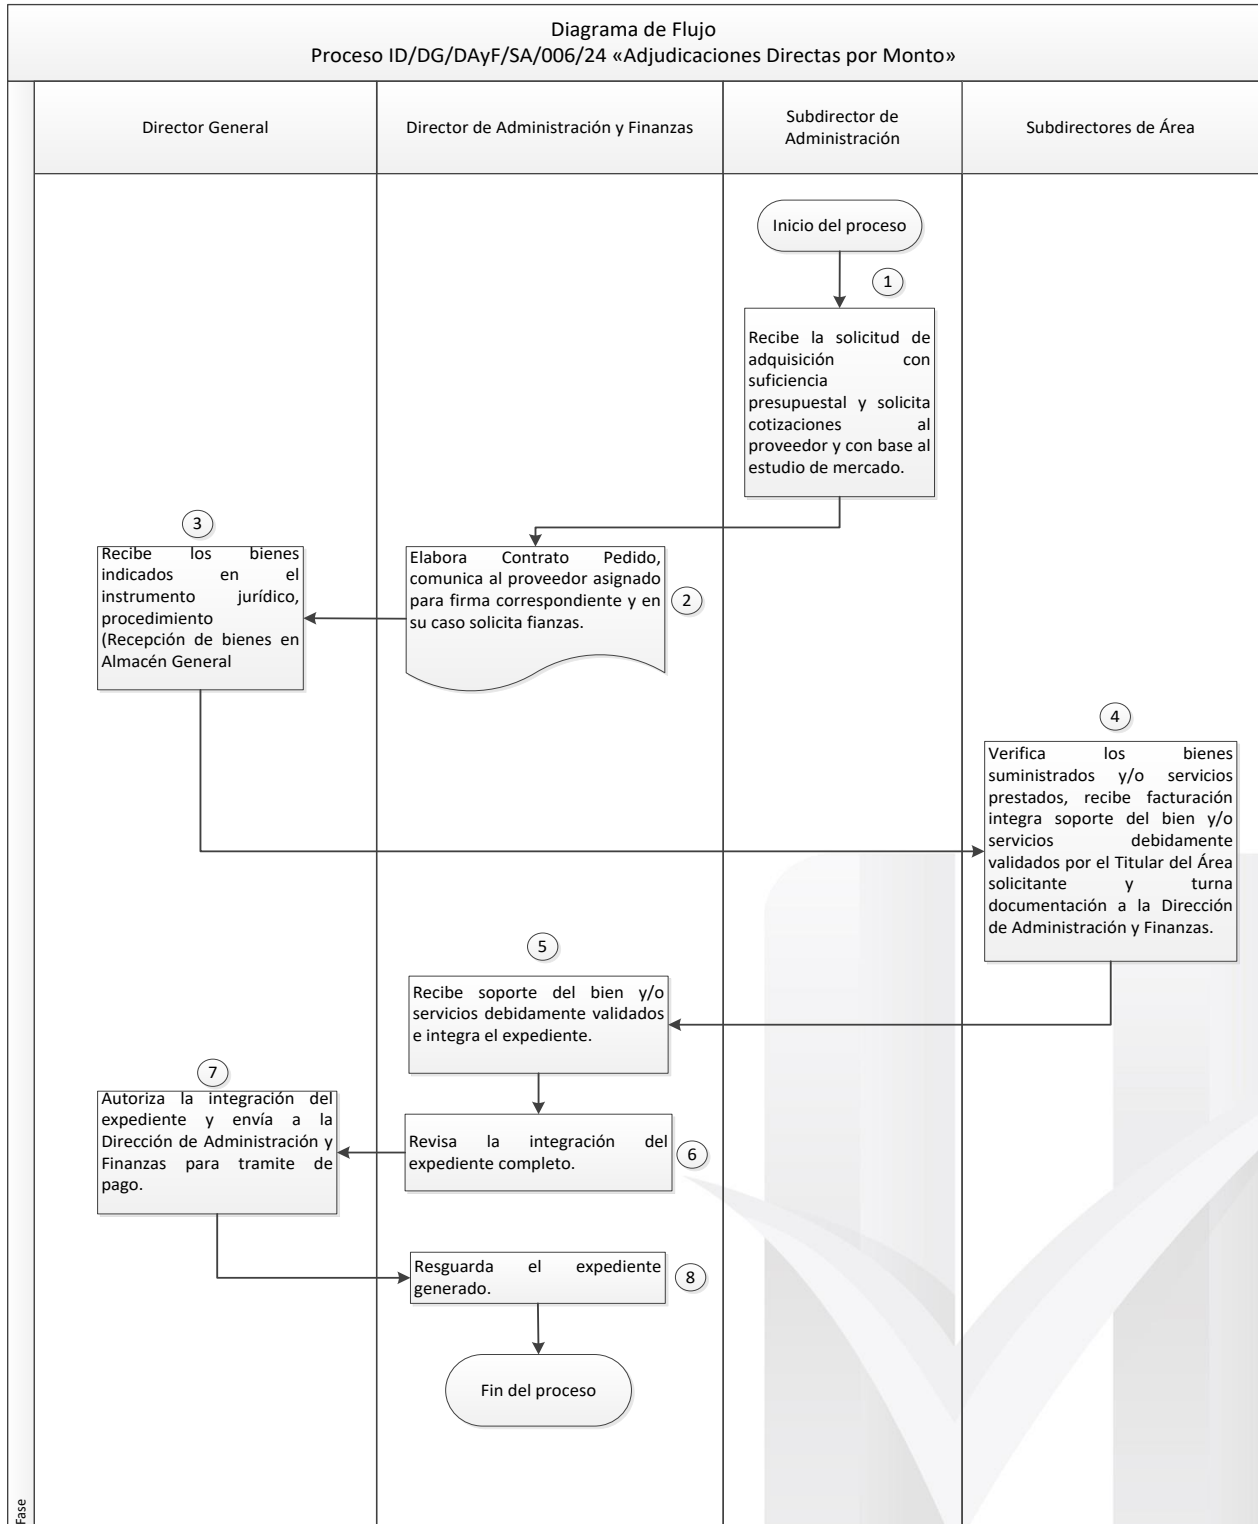 Diagrama de Flujo
Proceso ID/DG/DAyF/SA/006/24 «Adjudicaciones Directas por Monto»
Director General
Director de Administración y Finanzas
Subdirector de
Administración
Subdirectores de Área
Inicio del proceso
1
Recibe la solicitud de
adquisición con
suficiencia
presupuestal y solicita
cotizaciones al
proveedor y con base al
estudio de mercado.
Elabora Contrato Pedido,
comunica al proveedor asignado
para firma correspondiente y en
su caso solicita fianzas.
2
3
Recibe los bienes
indicados en el
instrumento jurídico,
procedimiento
(Recepción de bienes en
Almacén General
4
Verifica los bienes
suministrados y/o servicios
prestados, recibe facturación
integra soporte del bien y/o
servicios debidamente
validados por el Titular del Área
solicitante y turna
documentación a la Dirección
de Administración y Finanzas.
5
Recibe soporte del bien y/o
servicios debidamente validados
e integra el expediente.
Revisa la integración del
expediente completo.
6
7
Autoriza la integración del
expediente y envía a la
Dirección de Administración y
Finanzas para tramite de
pago.
Resguarda el expediente
generado.
8
Fin del proceso
Fase